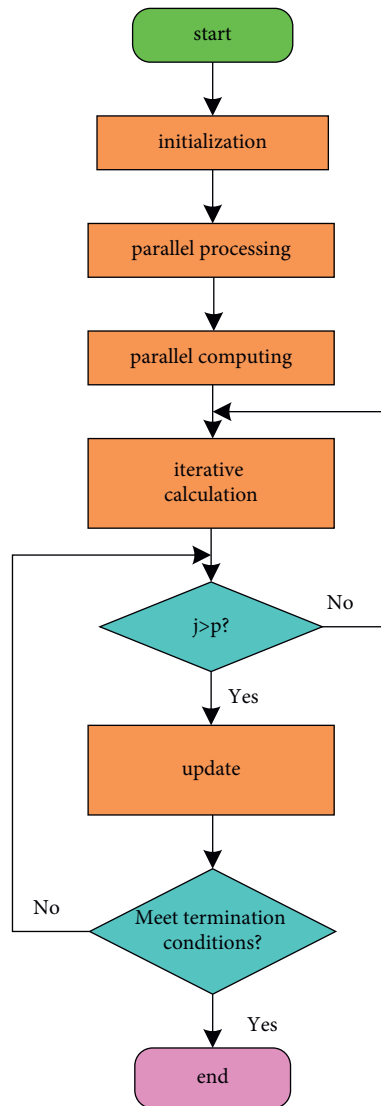 start
initialization
parallel processing
parallel computing
iterative
calculation
j>p?
No
Yes
update
Meet termination
conditions?
No
Yes
end